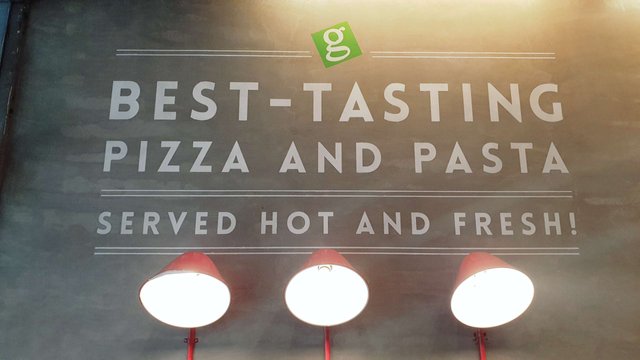 g
BEST-TASTING
PIZZA AND PASTA
SERVED HOT AND FRESH!